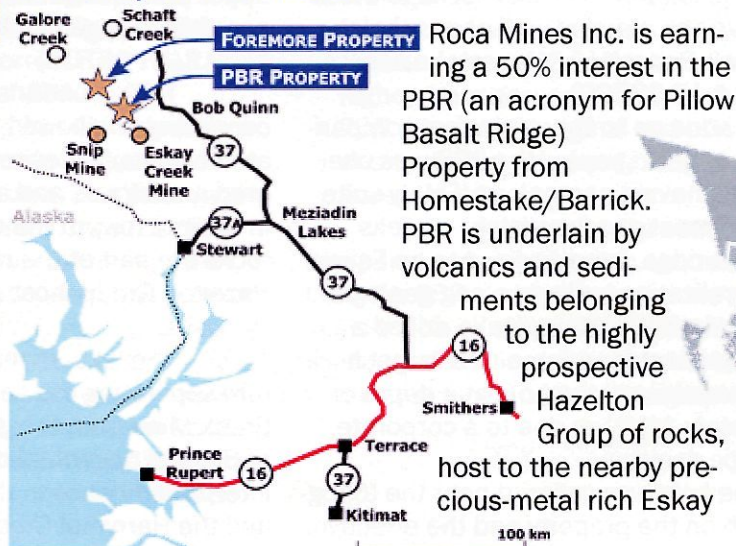 Galore
Creek
Schaft
Creek
FOREMORE PROPERTY
PBR PROPERTY
Bob Quinn
Snip
Mine
Eskay
Creek
Mine
37
Alaska
37A
Meziadin
Lakes
Stewart
37
16
Smithers
Terrace
Prince
Rupert
16
37
Kitimat
100 km
Roca Mines Inc. is earn-
ing a 50% interest in the
PBR (an acronym for Pillow
Basalt Ridge)
Property from
Homestake/Barrick.
PBR is underlain by
volcanics and sedi-
ments belonging
to the highly
prospective
Hazelton
Group of rocks,
host to the nearby pre-
cious-metal rich Eskay